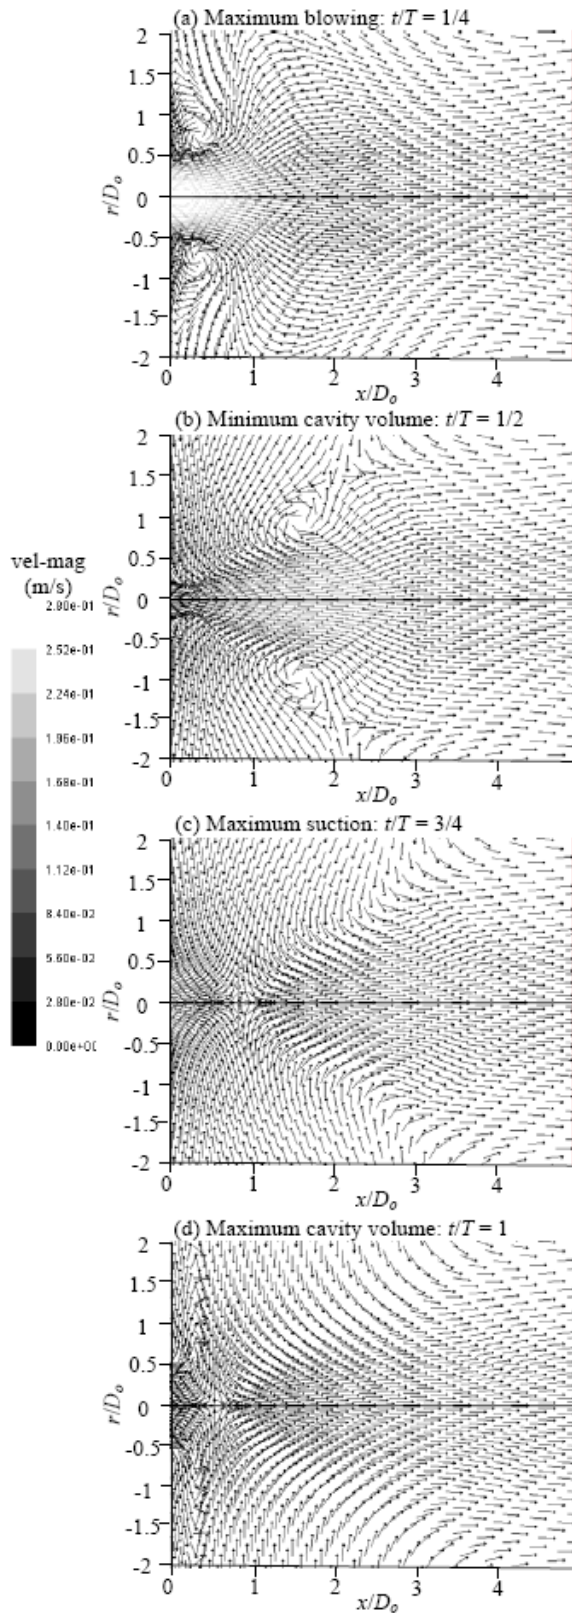 (a) Maximum blowing: t/T = 1/4
2
1.5
1
0.5
0
-0.5
-1
-1.5
-2
r/Do
0 1 2 3 4
x/Do
(b) Minimum cavity volume: t/T = 1/2
2
1.5
1
0.5
0
-0.5
-1
-1.5
-2
r/Do
0 1 2 3 4
x/Do
vel-mag
(m/s)
2.80e-01
2.52e-01
2.24e-01
1.96e-01
1.68e-01
1.40e-01
1.12e-01
8.40e-02
5.60e-02
2.80e-02
0.00e+00
(c) Maximum suction: t/T = 3/4
2
1.5
1
0.5
0
-0.5
-1
-1.5
-2
r/Do
0 1 2 3 4
x/Do
(d) Maximum cavity volume: t/T = 1
2
1.5
1
0.5
0
-0.5
-1
-1.5
-2
r/Do
0 1 2 3 4
x/Do